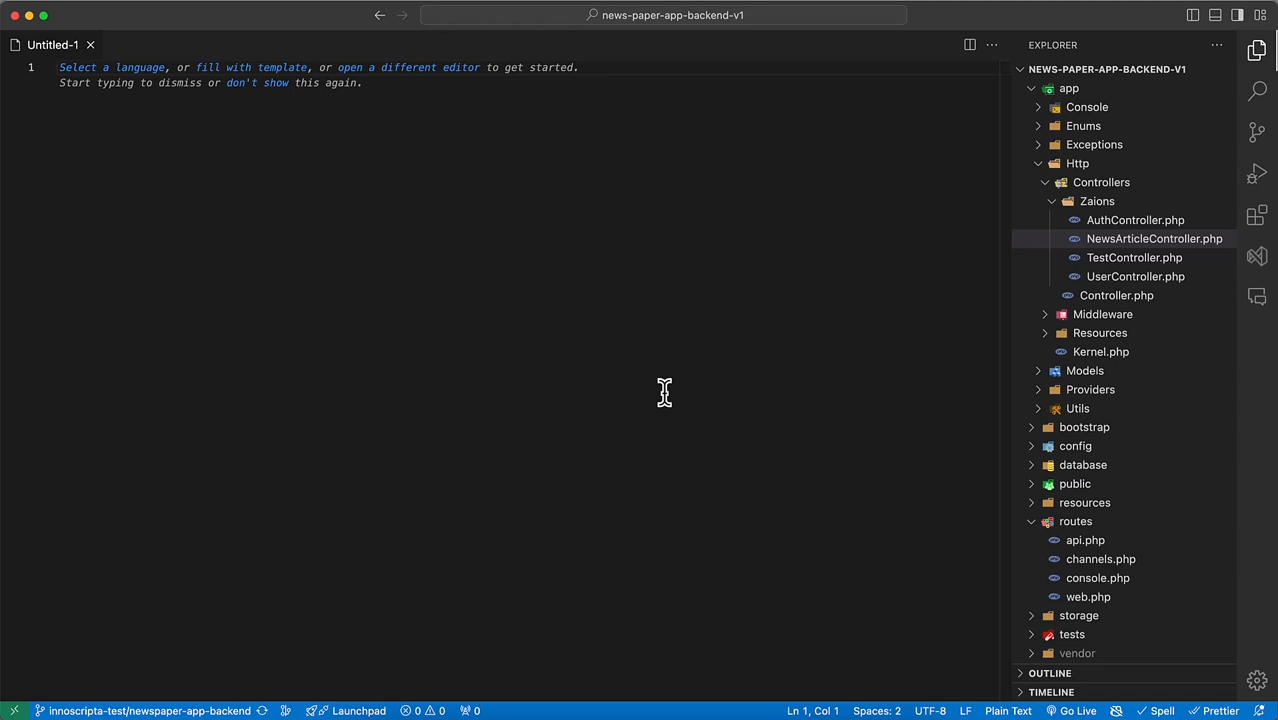 news-paper-app-backend-v1
Untitled-1
1 Select a language, or fill with template, or open a different editor to get started.
Start typing to dismiss or don't show this again.
EXPLORER
NEWS-PAPER-APP-BACKEND-V1
app
Console
Enums
Exceptions
Http
Controllers
Zaions
AuthController.php
NewsArticleController.php
TestController.php
UserController.php
Controller.php
Middleware
Resources
Kernel.php
Models
Providers
Utils
bootstrap
config
database
public
resources
routes
api.php
channels.php
console.php
web.php
storage
tests
vendor
OUTLINE
TIMELINE
innoscripta-test/newspaper-app-backend Launchpad 0 0 0 Ln 1, Col 1 Spaces: 2 UTF-8 LF Plain Text Go Live Spell Prettier